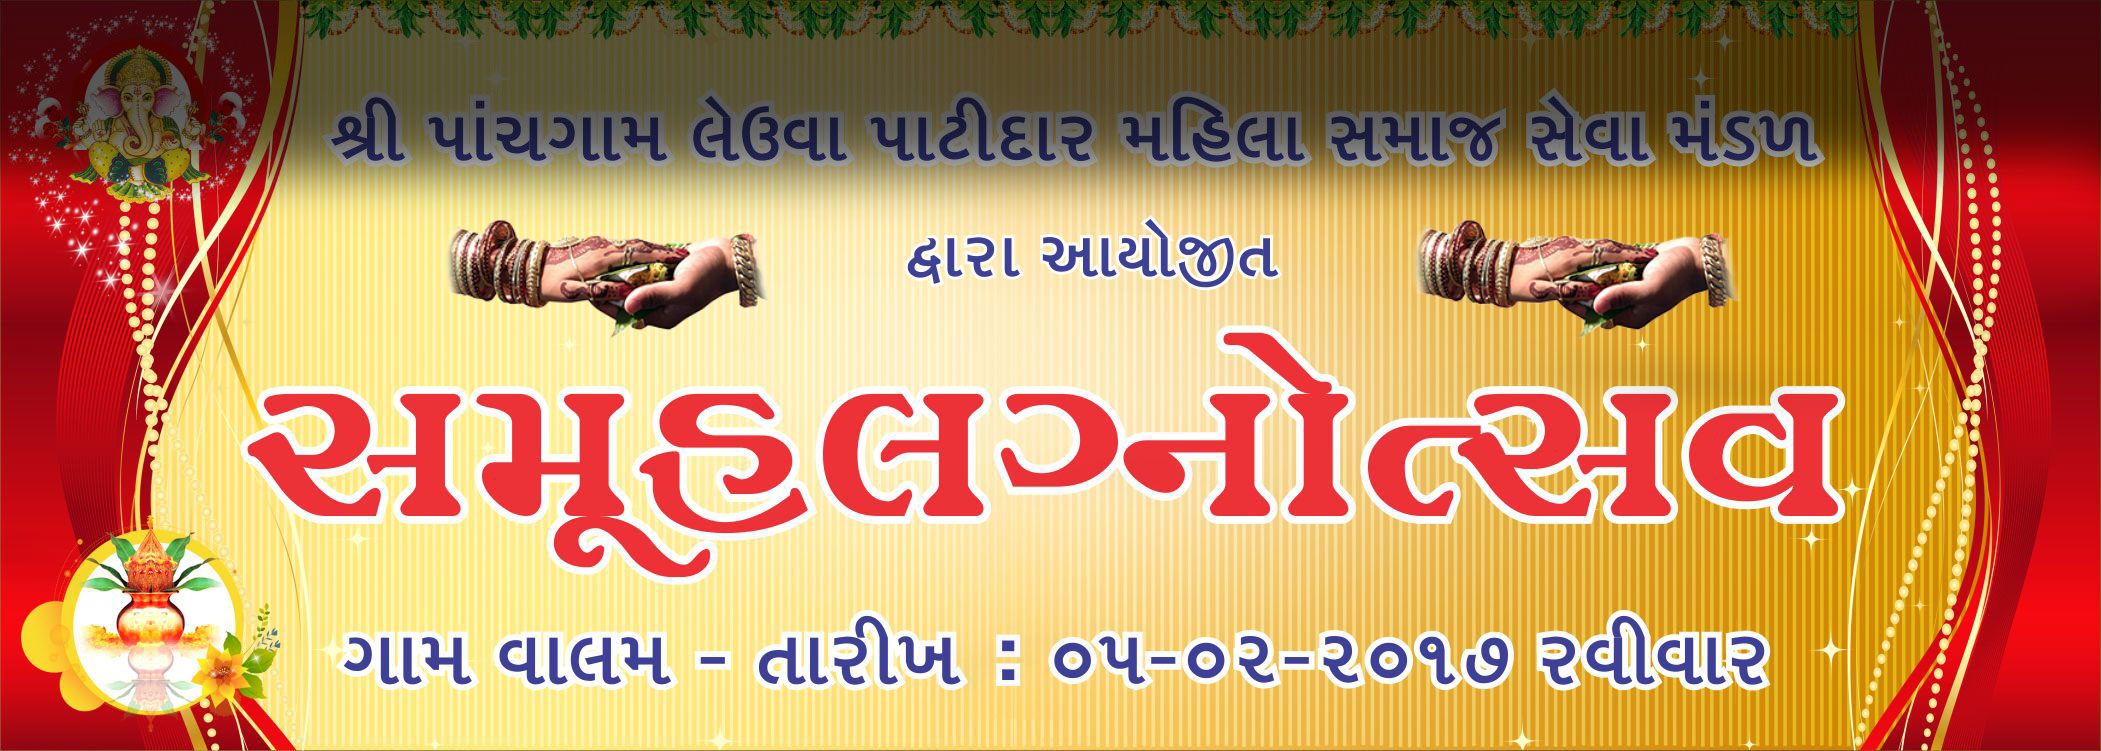 શ્રી પાંચગામ લેઉવા પાટીદાર મહિલા સમાજ સેવા મંડળ
દ્વારા આયોજીત
સમૂહલગ્નોત્સવ
ગામ વાલમ - તારીખ : ૦૫-૦૨-૨૦૧૭ રવીવાર